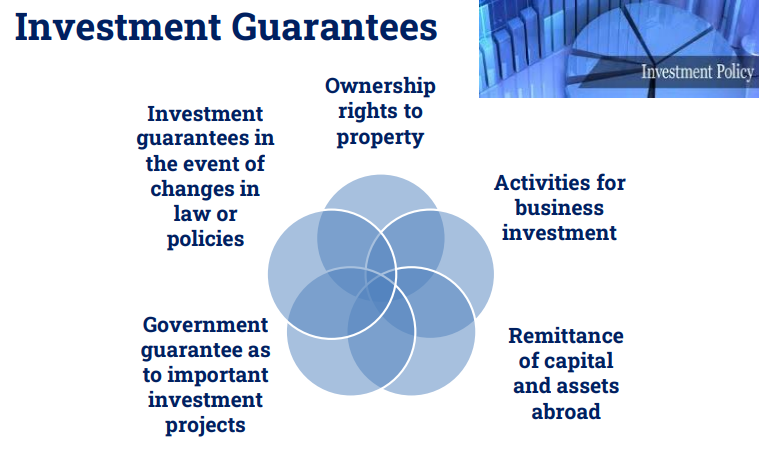 Investment Guarantees
Investment Policy
Ownership
rights to
property
Investment
guarantees in
the event of
changes in
law or
policies
Activities for
business
investment
Government
guarantee as
to important
investment
projects
Remittance
of capital
and assets
abroad